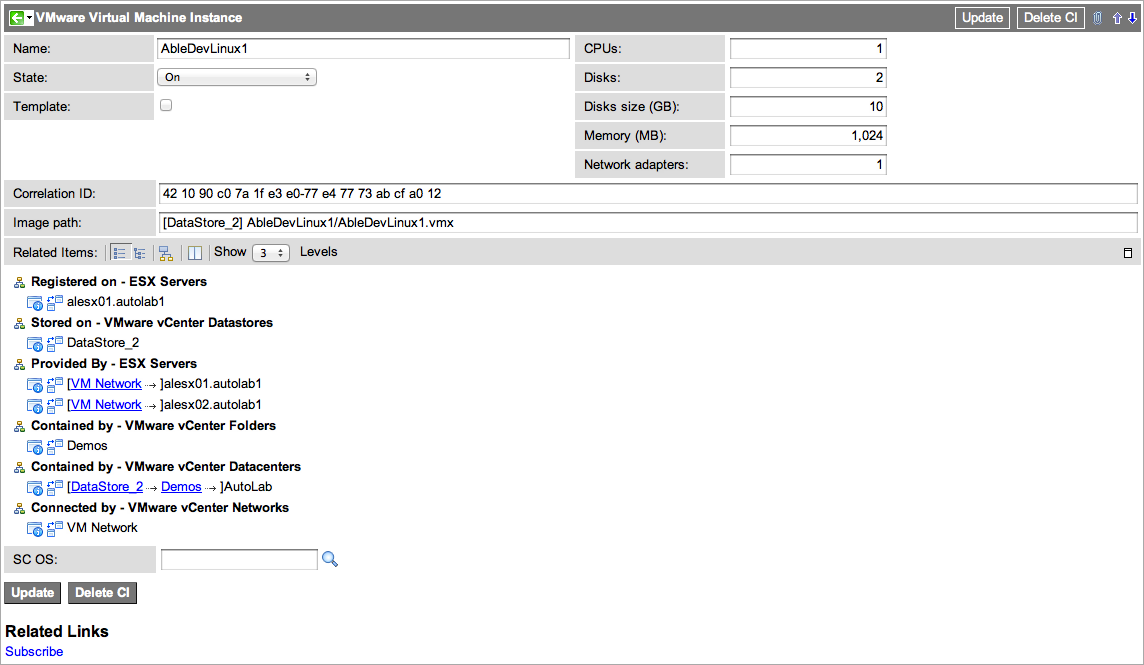 VMware Virtual Machine Instance Update Delete CI
Name: AbleDevLinux1 CPUs: 1
State: On Disks: 2
Template: Disks size (GB): 10
Memory (MB): 1,024
Network adapters: 1
Correlation ID: 42 10 90 c0 7a 1f e3 e0-77 e4 77 73 ab cf a0 12
Image path: [DataStore_2] AbleDevLinux1/AbleDevLinux1.vmx
Related Items: Show 3 Levels
Registered on - ESX Servers
alesx01.autolab1
Stored on - VMware vCenter Datastores
DataStore_2
Provided By - ESX Servers
[VM Network → ]alesx01.autolab1
[VM Network → ]alesx02.autolab1
Contained by - VMware vCenter Folders
Demos
Contained by - VMware vCenter Datacenters
[DataStore_2 → Demos → ]AutoLab
Connected by - VMware vCenter Networks
VM Network
SC OS:
Update Delete CI
Related Links
Subscribe